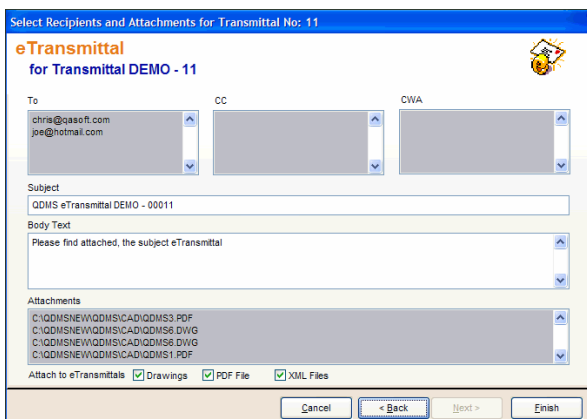 Select Recipients and Attachments for Transmittal No: 11
eTransmittal
for Transmittal DEMO - 11
To CC CWA
chris@qasoft.com
joe@hotmail.com
Subject
QDMS eTransmittal DEMO - 00011
Body Text
Please find attached, the subject eTransmittal
Attachments
C:\QDMSNEW\QDMS\CAD\QDMS3.PDF
C:\QDMSNEW\QDMS\CAD\QDMS6.DWG
C:\QDMSNEW\QDMS\CAD\QDMS6.DWG
C:\QDMSNEW\QDMS\CAD\QDMS1.PDF
Attach to eTransmittals Drawings PDF File XML Files
Cancel < Back Next > Finish